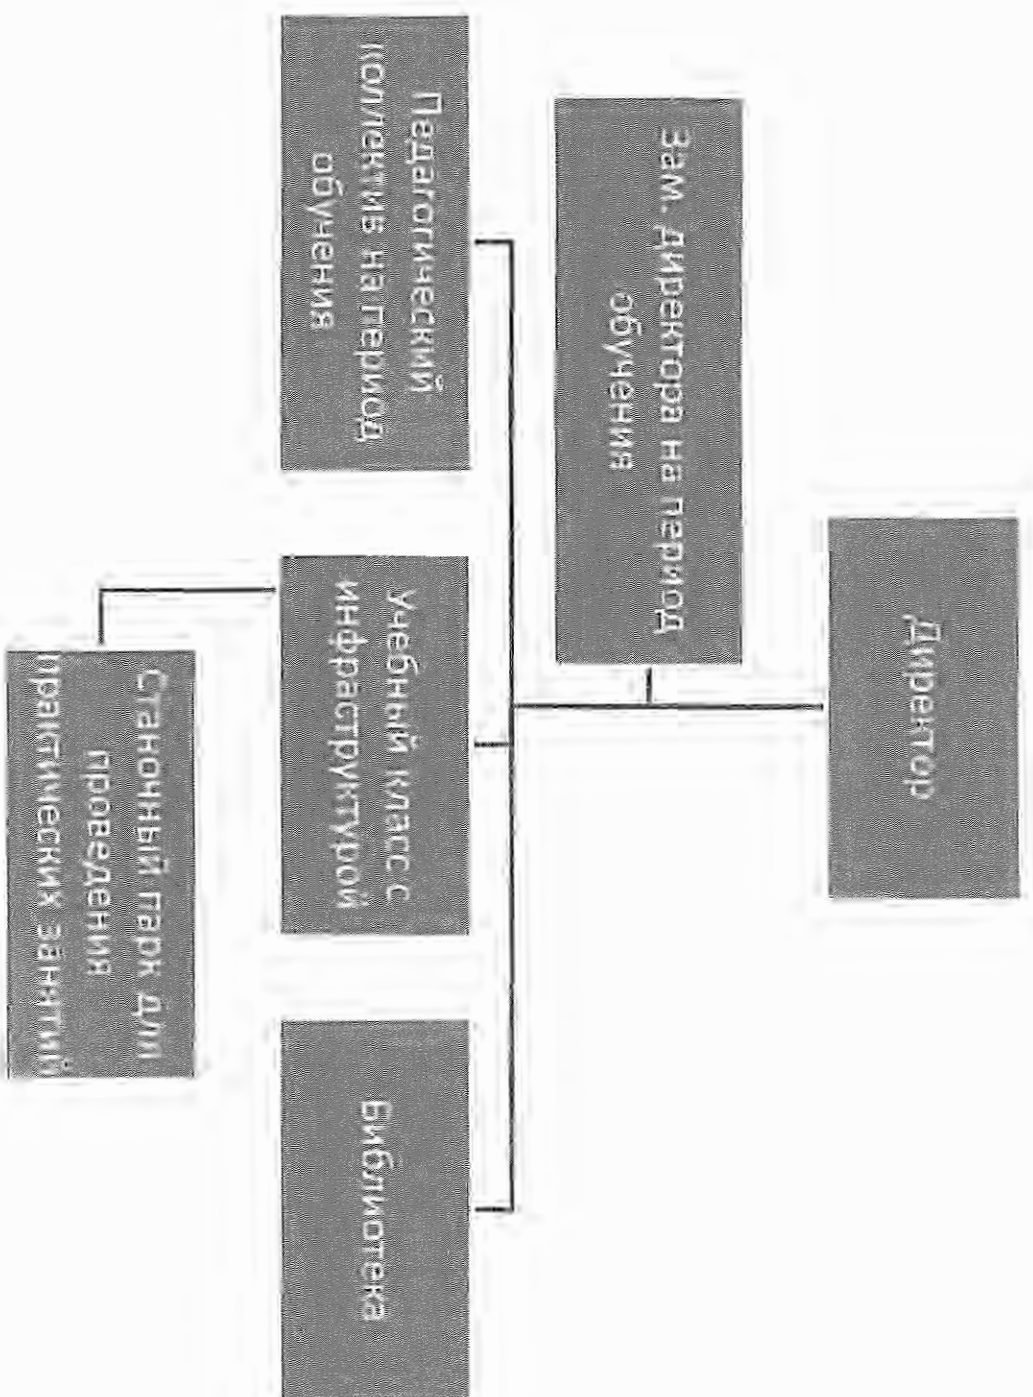 Директор
Зам. директора на период
обучения
Педагогический
коллектив на период
обучения
Учебный класс с
инфраструктурой
Библиотека
Станочный парк для
проведения
практических занятий